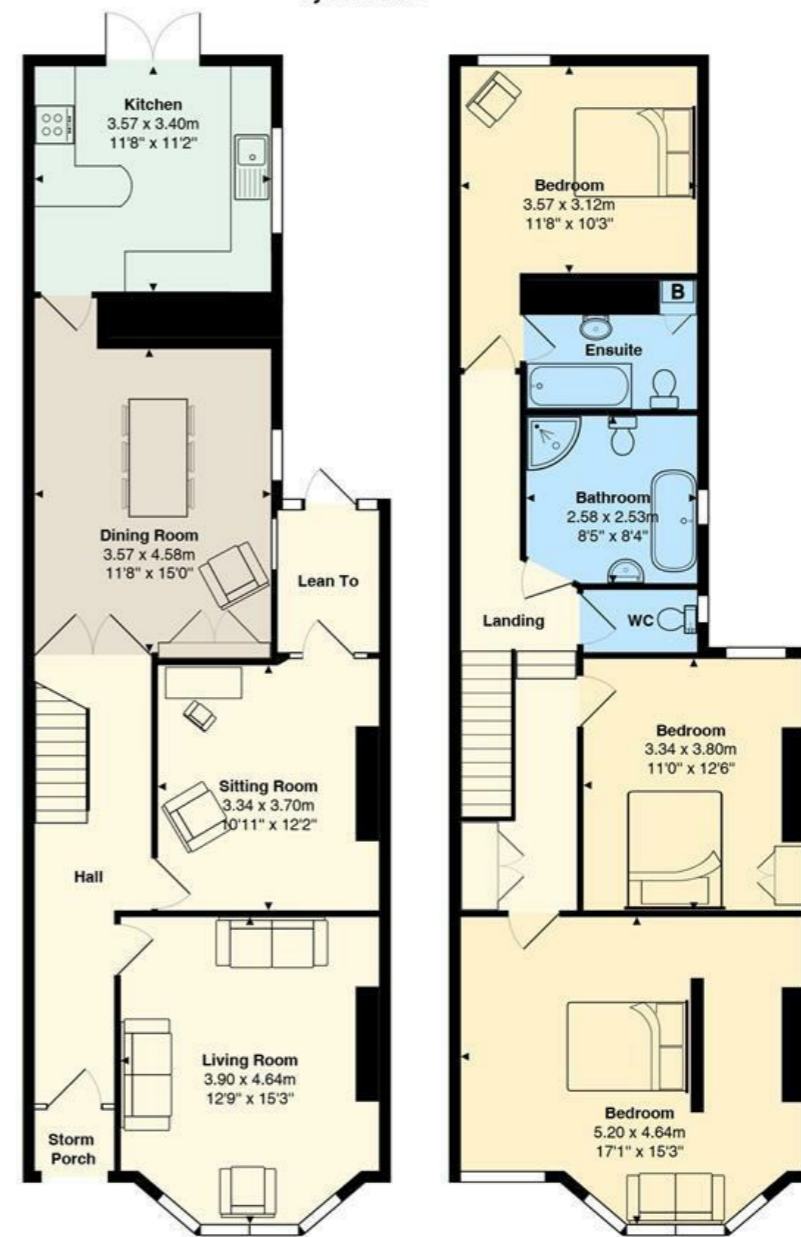 Kitchen
3.57 x 3.40m
11'8" x 11'2"
Dining Room
3.57 x 4.58m
11'8" x 15'0"
Lean To
Sitting Room
3.34 x 3.70m
10'11" x 12'2"
Hall
Living Room
3.90 x 4.64m
12'9" x 15'3"
Storm
Porch
Bedroom
3.57 x 3.12m
11'8" x 10'3"
B
Ensuite
Bathroom
2.58 x 2.53m
8'5" x 8'4"
Landing
WC
Bedroom
3.34 x 3.80m
11'0" x 12'6"
Bedroom
5.20 x 4.64m
17'1" x 15'3"